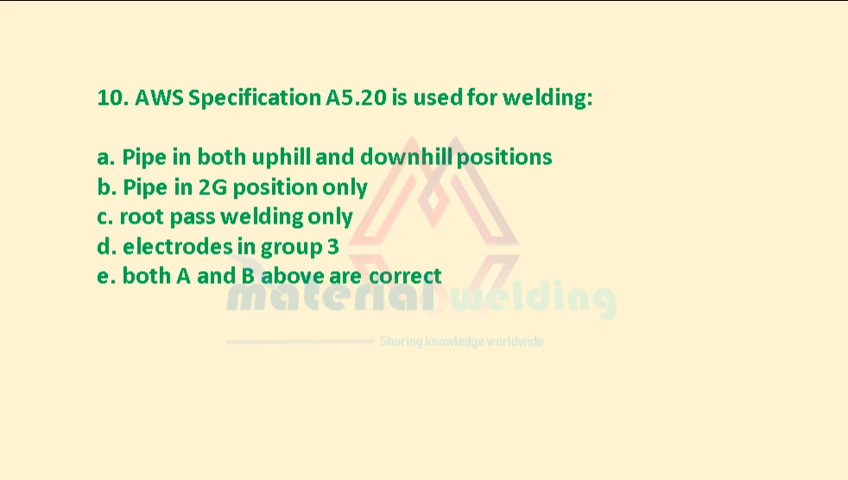 10. AWS Specification A5.20 is used for welding:
a. Pipe in both uphill and downhill positions
b. Pipe in 2G position only
c. root pass welding only
d. electrodes in group 3
e. both A and B above are correct
material welding
Sharing knowledge worldwide